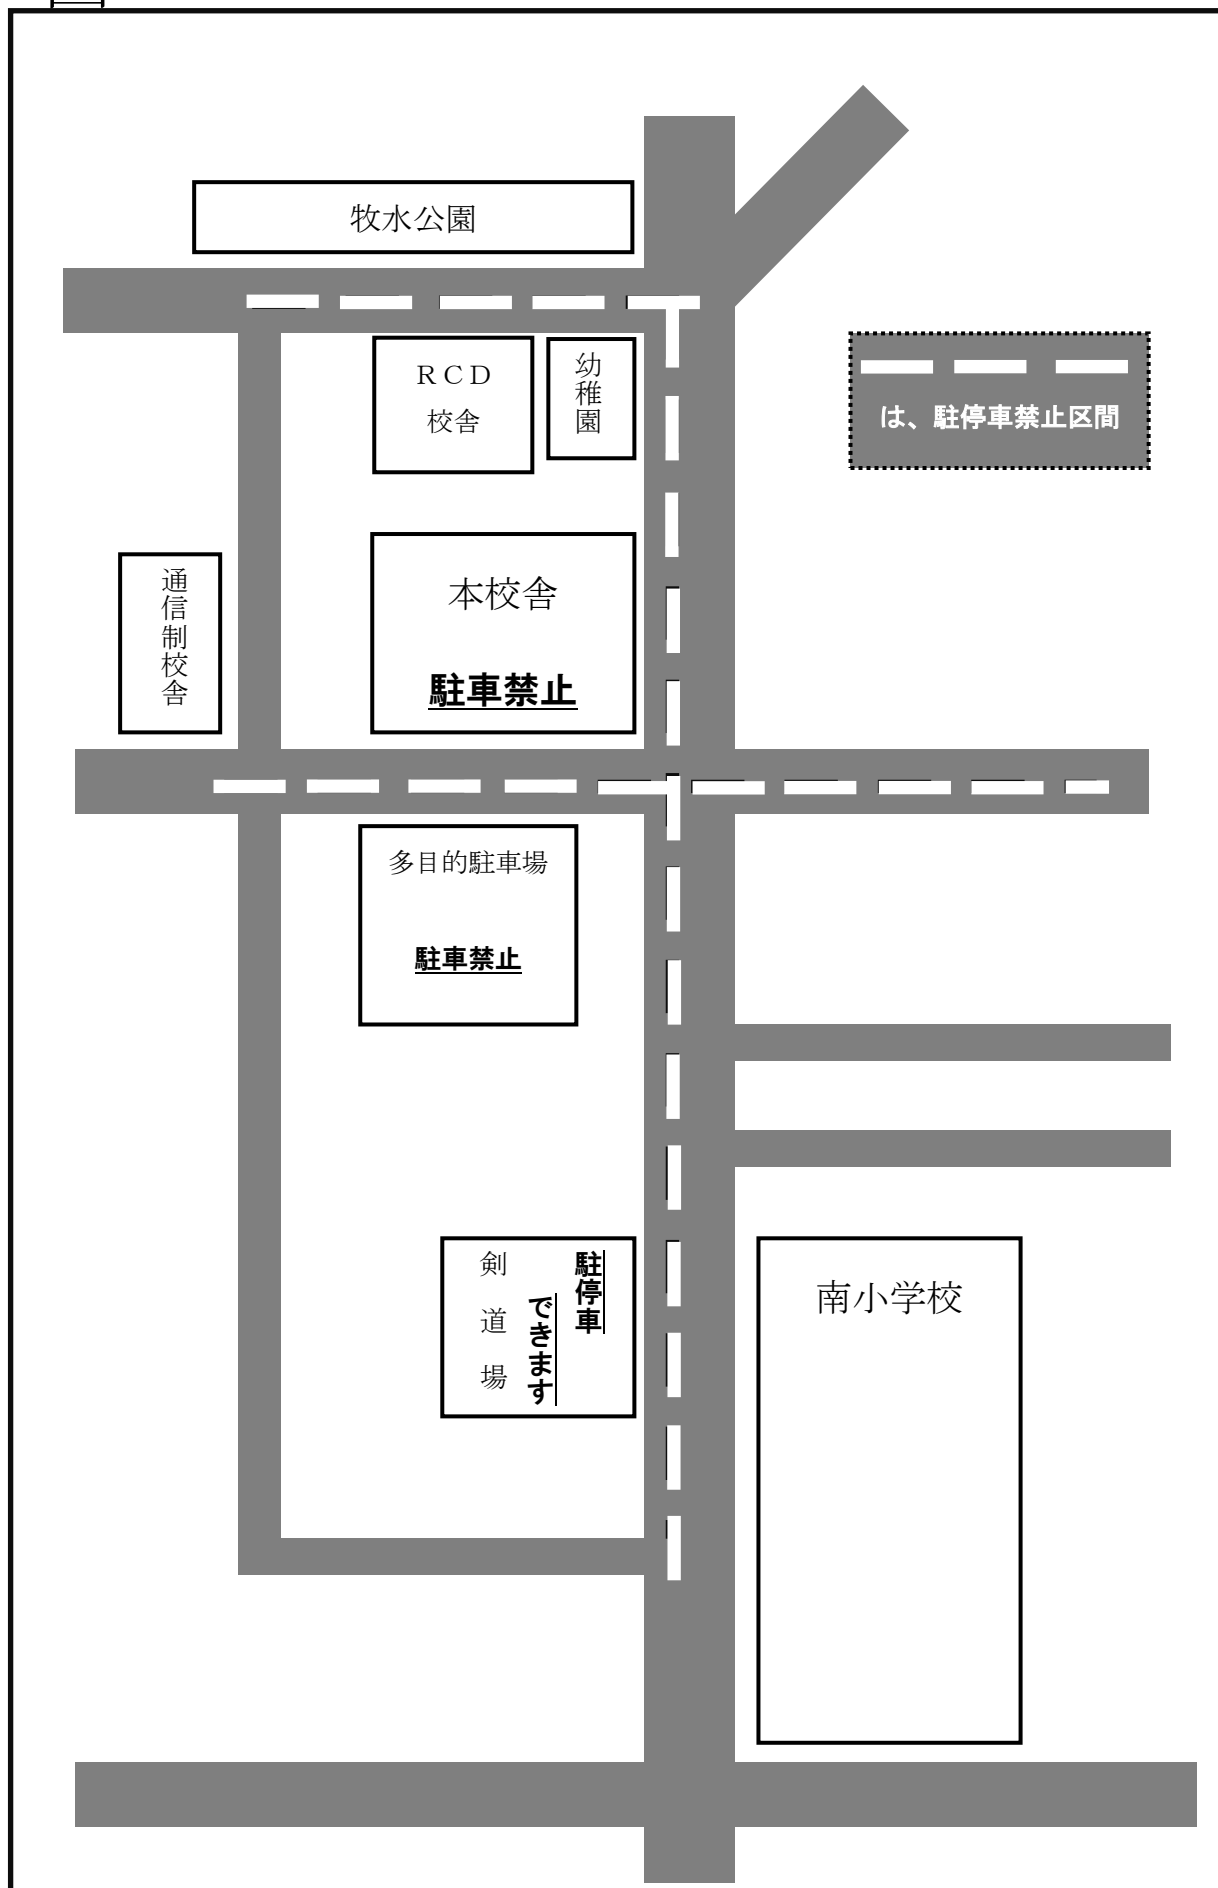 牧水公園
ＲＣＤ
校舎
幼稚園
は、駐停車禁止区間
通信制校舎
本校舎
駐車禁止
多目的駐車場
駐車禁止
駐停車
できます
剣道場
南小学校